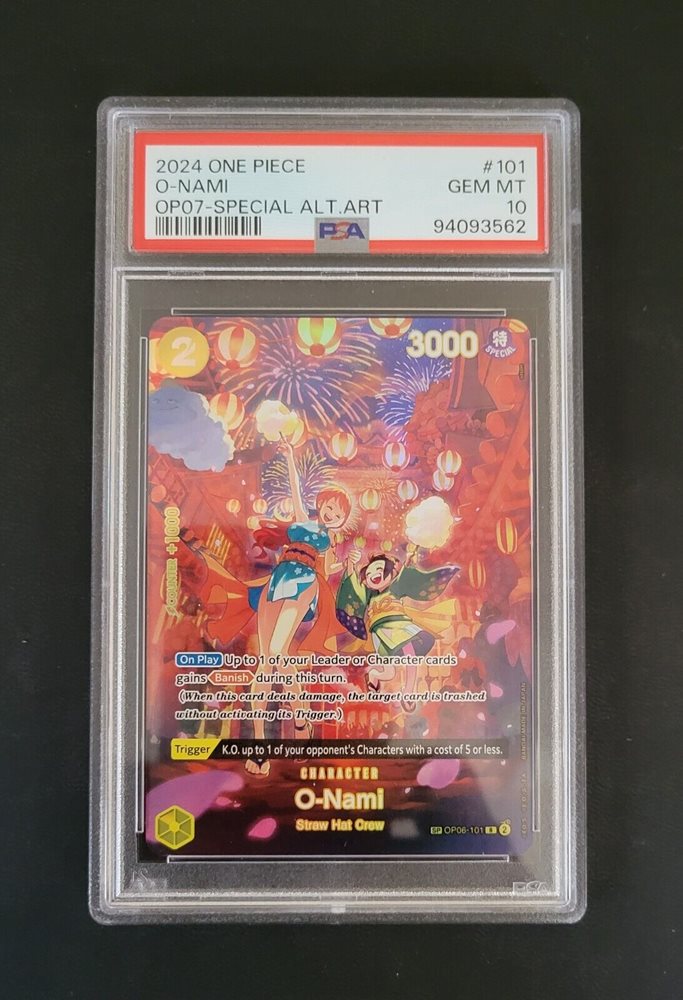 2024 ONE PIECE #101
O-NAMI GEM MT
OP07-SPECIAL ALT.ART 10
PSA 94093562
2 3000 特
SPECIAL
COUNTER +1000
On Play Up to 1 of your Leader or Character cards
gains Banish during this turn.
(When this card deals damage, the target card is trashed
without activating its Trigger.)
Trigger K.O. up to 1 of your opponent's Characters with a cost of 5 or less.
CHARACTER
O-Nami
Straw Hat Crew
SP OP06-101 R 2